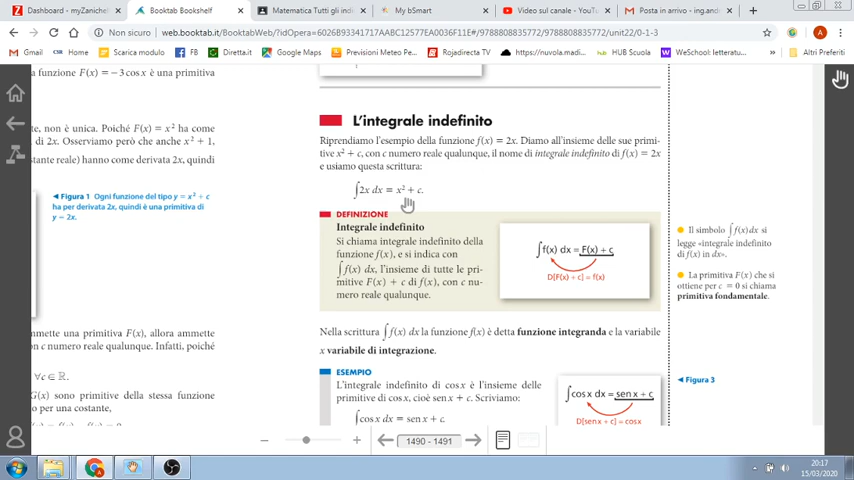 Dashboard - myZanichel
Booktab Bookshelf
Matematica Tutti gli indi
My bSmart
Video sul canale - YouTu
Posta in arrivo - ing.andr
Non sicuro
web.booktab.it/BooktabWeb/?idOpera=6026B93341717AABC12577EA0036F11E#/9788808835772/9788808835772/unit22/0-1-3
Gmail
Home
Scarica modulo
FB
Diretta.it
Google Maps
Previsioni Meteo Pe...
Rojadirecta TV
https://nuvola.madi...
HUB Scuola
WeSchool: letteratu...
Altri Preferiti
la funzione F(x) = −3 cos x è una primitiva
te, non è unica. Poiché F(x) = x² ha come
di 2x. Osserviamo però che anche x² + 1,
stante reale) hanno come derivata 2x, quindi
Figura 1 Ogni funzione del tipo y = x² + c
ha per derivata 2x, quindi è una primitiva di
y = 2x.
mmette una primitiva F(x), allora ammette
n c numero reale qualunque. Infatti, poiché
∀c ∈ ℝ.
G(x) sono primitive della stessa funzione
o per una costante,
L'integrale indefinito
Riprendiamo l'esempio della funzione f(x) = 2x. Diamo all'insieme delle sue primi-
tive x² + c, con c numero reale qualunque, il nome di integrale indefinito di f(x) = 2x
e usiamo questa scrittura:
∫2x dx = x² + c.
DEFINIZIONE
Integrale indefinito
Si chiama integrale indefinito della
funzione f(x), e si indica con
∫f(x) dx, l'insieme di tutte le pri-
mitive F(x) + c di f(x), con c nu-
mero reale qualunque.
∫f(x) dx = F(x) + c
D[F(x) + c] = f(x)
Nella scrittura ∫f(x) dx la funzione f(x) è detta funzione integranda e la variabile
x variabile di integrazione.
ESEMPIO
L'integrale indefinito di cos x è l'insieme delle
primitive di cos x, cioè sen x + c. Scriviamo:
∫cos x dx = sen x + c.
∫cos x dx = sen x + c
D[sen x + c] = cosx
Il simbolo ∫f(x)dx si
legge «integrale indefinito
di f(x) in dx».
La primitiva F(x) che si
ottiene per c = 0 si chiama
primitiva fondamentale.
Figura 3
1490 - 1491
20:17
15/03/2020